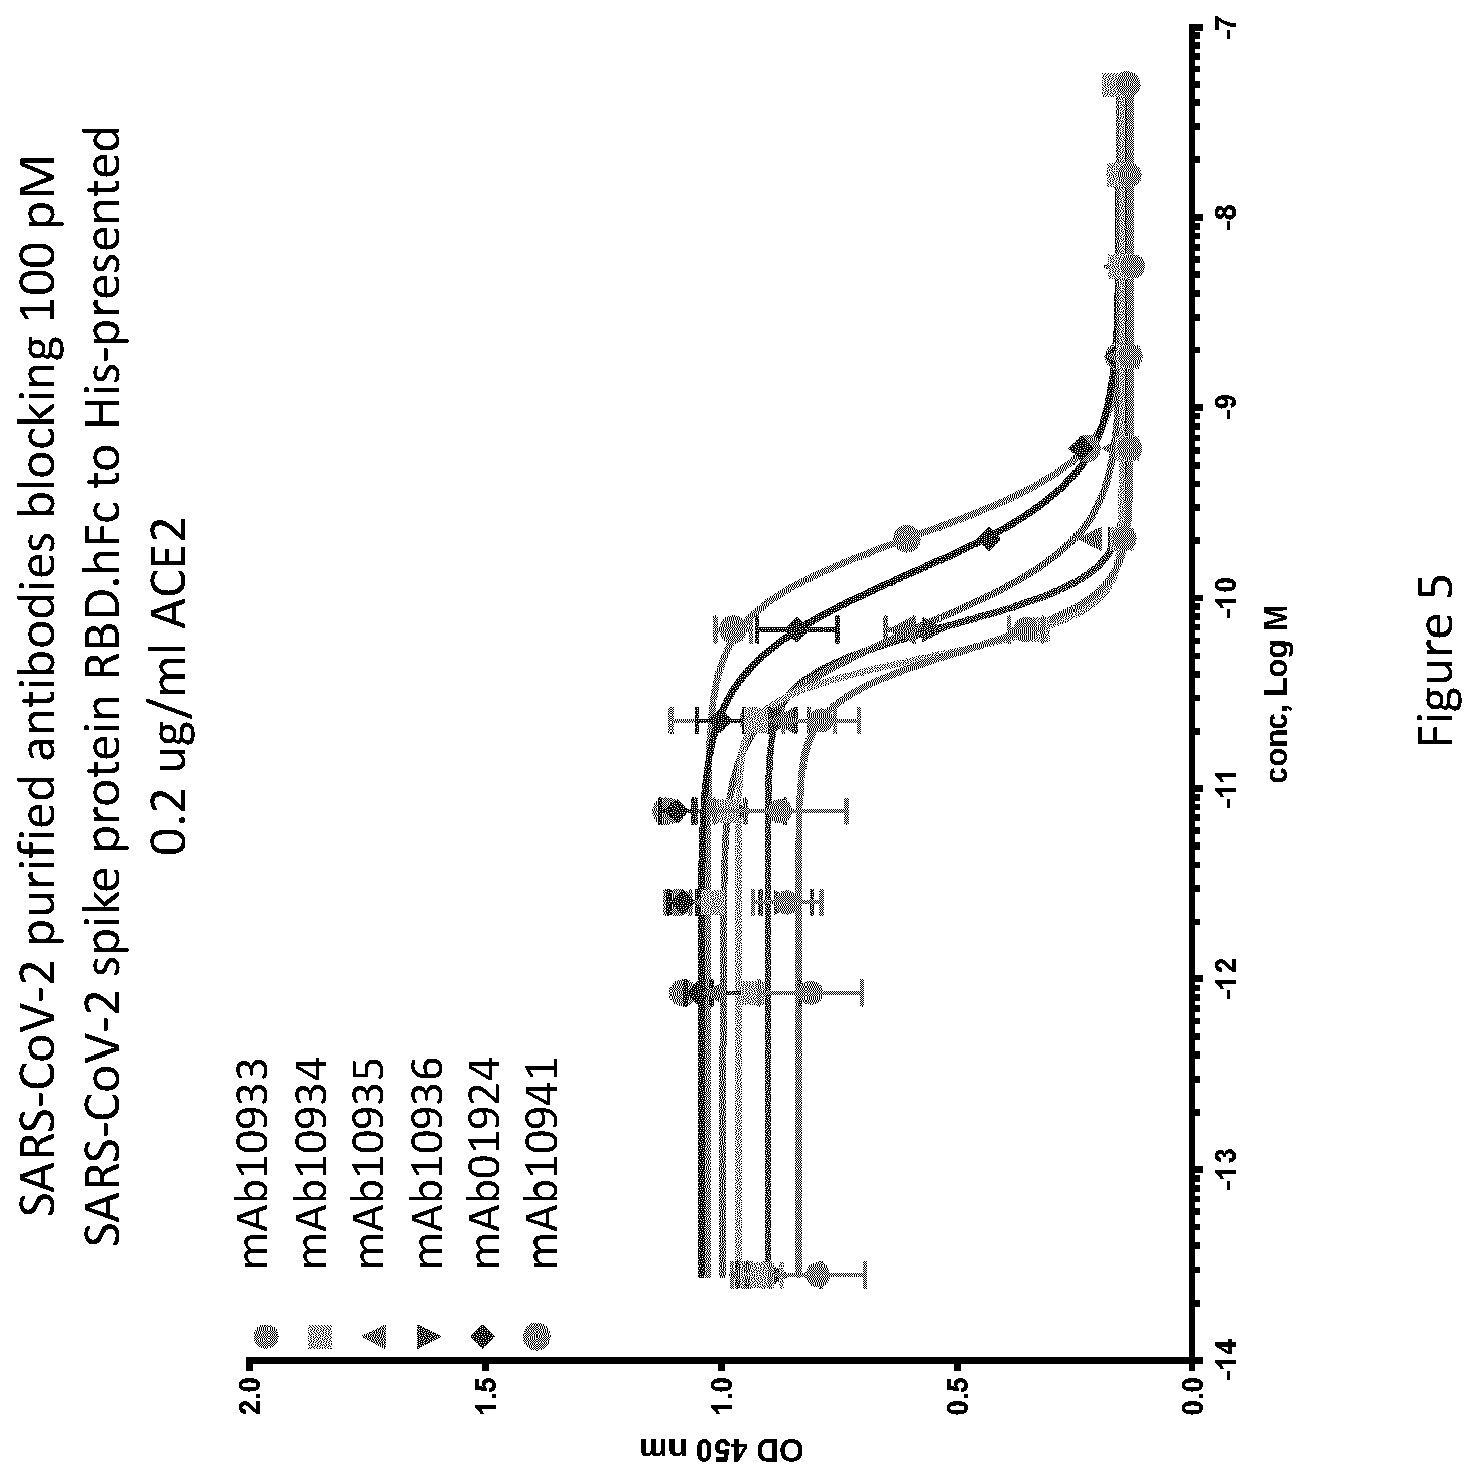 SARS-CoV-2 purified antibodies blocking 100 pM
SARS-CoV-2 spike protein RBD.hFc to His-presented
0.2 ug/ml ACE2
mAb10933
mAb10934
mAb10935
mAb10936
mAb01924
mAb10941
2.0
1.5
1.0
0.5
0.0
OD 450 nm
-14
-13
-12
-11
-10
-9
-8
-7
conc, Log M
Figure 5